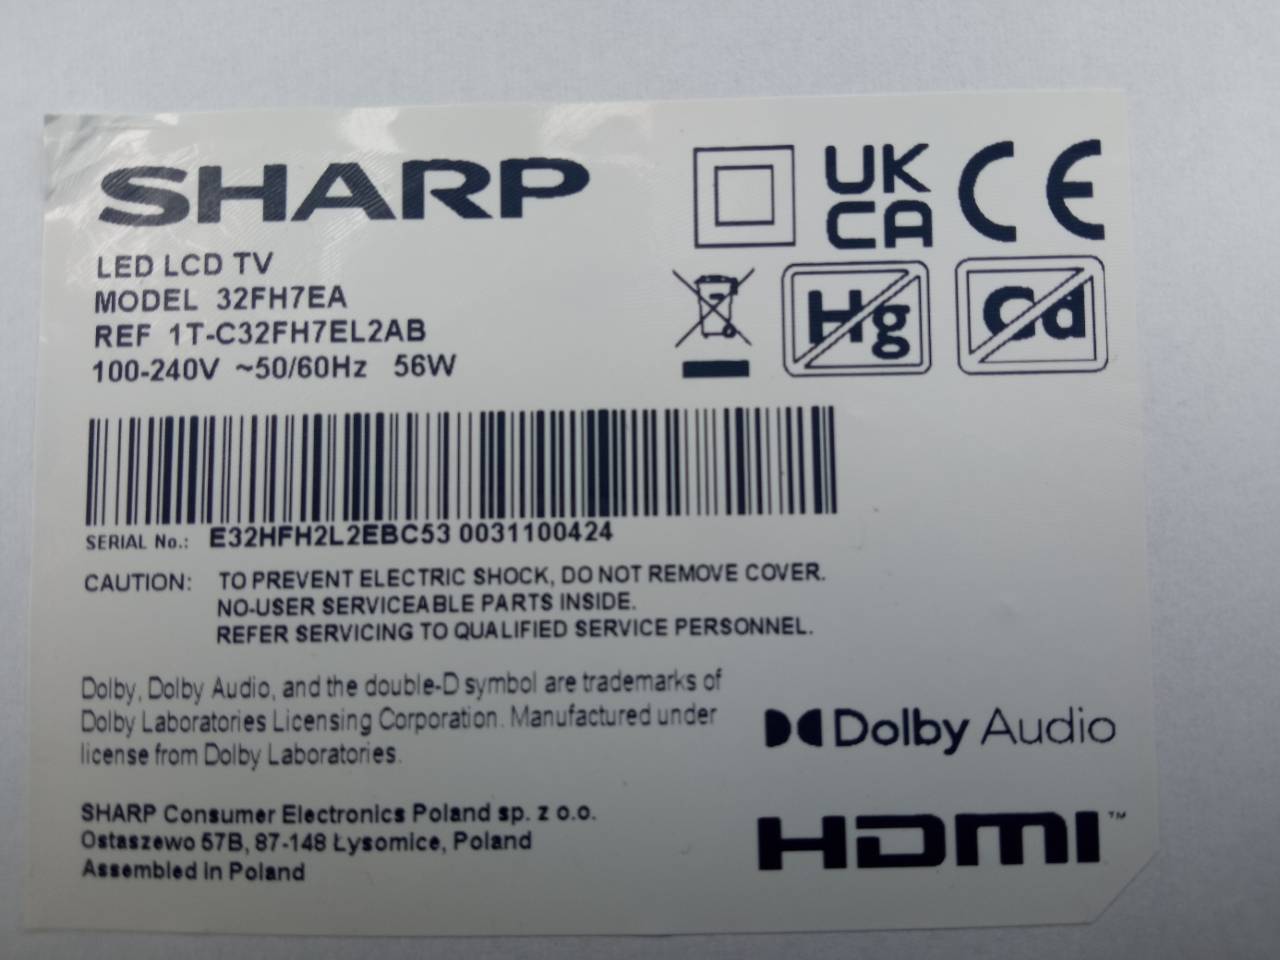 SHARP
LED LCD TV
MODEL 32FH7EA
REF 1T-C32FH7EL2AB
100-240V ~50/60Hz 56W
UK
CA
CE
Hg
Cd
SERIAL No.: E32HFH2L2EBC53 0031100424
CAUTION: TO PREVENT ELECTRIC SHOCK, DO NOT REMOVE COVER.
NO-USER SERVICEABLE PARTS INSIDE.
REFER SERVICING TO QUALIFIED SERVICE PERSONNEL.
Dolby, Dolby Audio, and the double-D symbol are trademarks of
Dolby Laboratories Licensing Corporation. Manufactured under
license from Dolby Laboratories.
Dolby Audio
SHARP Consumer Electronics Poland sp. z o.o.
Ostaszewo 57B, 87-148 Łysomice, Poland
Assembled in Poland
HDMI™